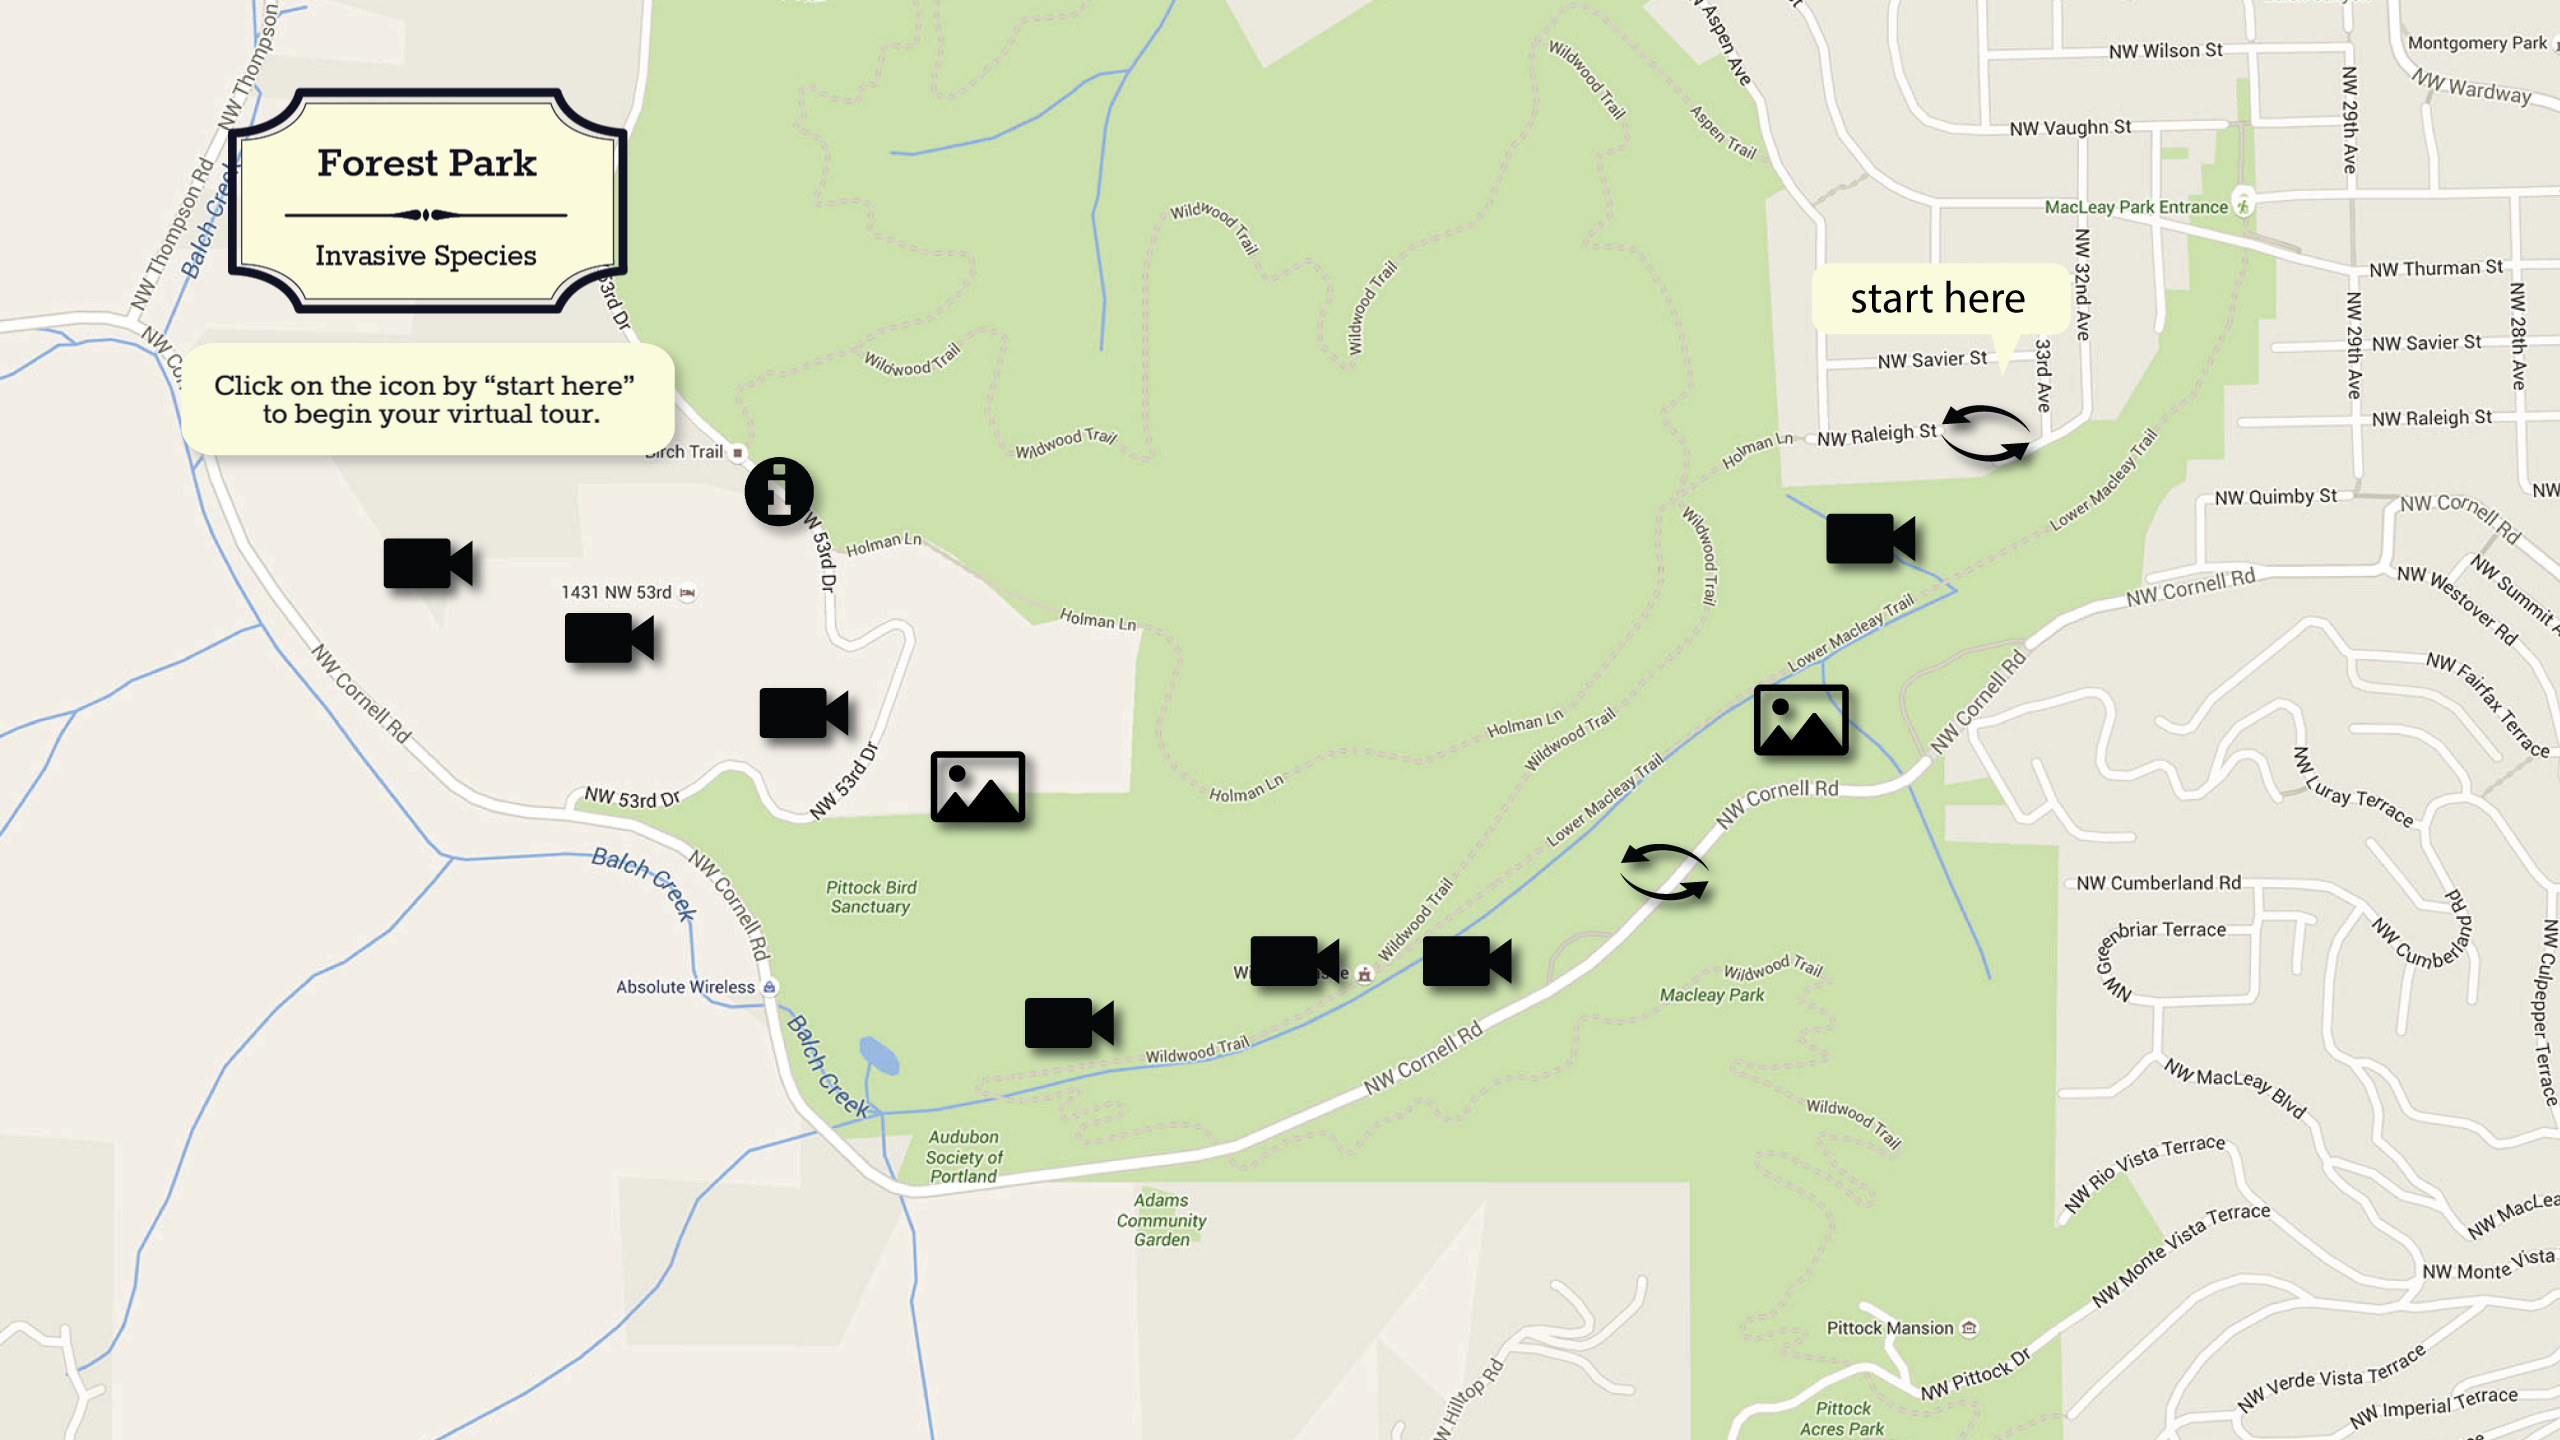 Forest Park
Invasive Species
Click on the icon by “start here”
to begin your virtual tour.
start here
NW Thompson
NW Thompson
NW Thompson Rd
NW Thompson Rd
Balch Creek
53rd Dr
Birch Trail
NW 53rd Dr
1431 NW 53rd
Holman Ln
Holman Ln
Holman Ln
Holman Ln
Holman Ln
NW Cornell Rd
NW 53rd Dr
NW 53rd Dr
Balch Creek
NW Cornell Rd
Absolute Wireless
Balch Creek
Pittock Bird
Sanctuary
Audubon
Society of
Portland
Adams
Community
Garden
Wildwood Trail
Wildwood Trail
Wildwood Trail
Wildwood Trail
Wildwood Trail
Aspen Trail
NW Aspen Ave
Wildwood Trail
Wildwood Trail
Wildwood Trail
Wildwood Trail
Wildwood Trail
Wildwood Trail
Wildwood Trail
Lower Macleay Trail
Lower Macleay Trail
Lower Macleay Trail
NW Cornell Rd
NW Cornell Rd
NW Cornell Rd
NW Cornell Rd
NW Cornell Rd
Macleay Park
Pittock Mansion
NW Pittock Dr
Pittock
Acres Park
NW Hilltop Rd
NW Wilson St
Montgomery Park
NW Wardway
NW Vaughn St
NW 29th Ave
MacLeay Park Entrance
NW 32nd Ave
NW Thurman St
NW 29th Ave
NW 28th Ave
NW Savier St
NW Savier St
33rd Ave
NW Raleigh St
NW Raleigh St
NW Quimby St
NW
NW Westover Rd
NW Summit A
NW Fairfax Terrace
NW Luray Terrace
NW Cumberland Rd
NW Cumberland Rd
NW Greenbriar Terrace
NW Culpepper Terrace
NW MacLeay Blvd
NW MacLea
NW Rio Vista Terrace
NW Monte Vista Terrace
NW Monte Vista
NW Verde Vista Terrace
NW Imperial Terrace